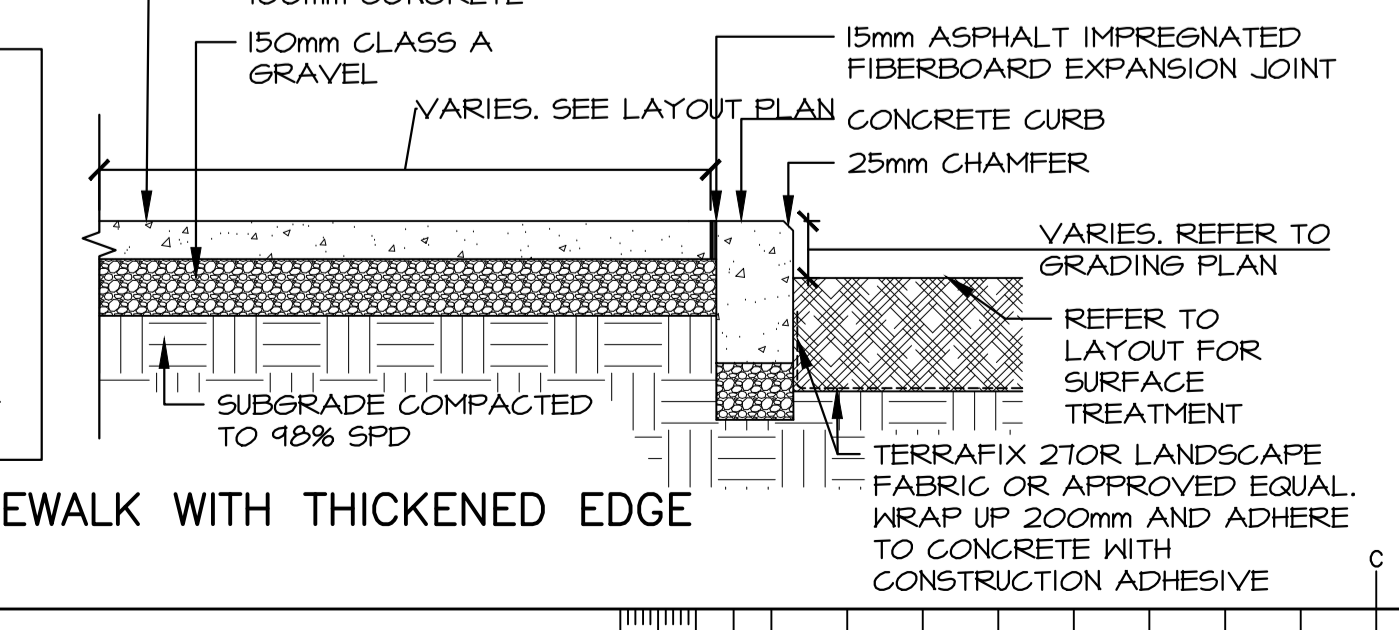 CONCRETE
150mm CLASS A
GRAVEL
VARIES. SEE LAYOUT PLAN
15mm ASPHALT IMPREGNATED
FIBERBOARD EXPANSION JOINT
CONCRETE CURB
25mm CHAMFER
VARIES. REFER TO
GRADING PLAN
REFER TO
LAYOUT FOR
SURFACE
TREATMENT
SUBGRADE COMPACTED
TO 98% SPD
TERRAFIX 270R LANDSCAPE
FABRIC OR APPROVED EQUAL.
WRAP UP 200mm AND ADHERE
TO CONCRETE WITH
CONSTRUCTION ADHESIVE
EWALK WITH THICKENED EDGE
C